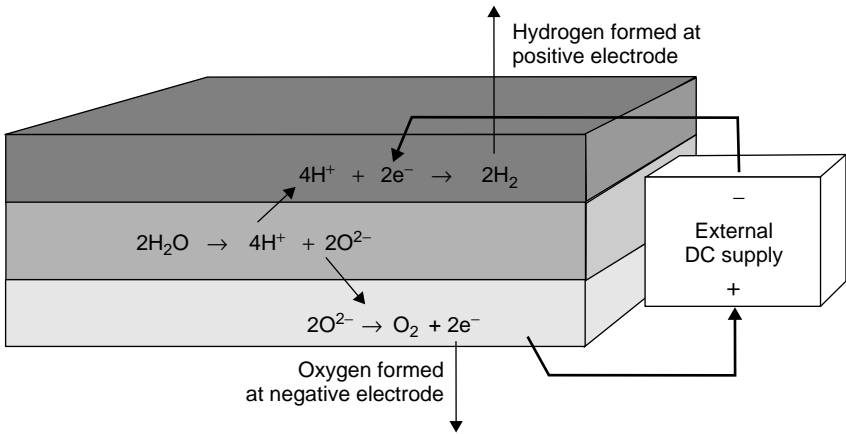 Hydrogen formed at
positive electrode
4H⁺ + 2e⁻ → 2H₂
2H₂O → 4H⁺ + 2O²⁻
2O²⁻ → O₂ + 2e⁻
−
External
DC supply
+
Oxygen formed
at negative electrode